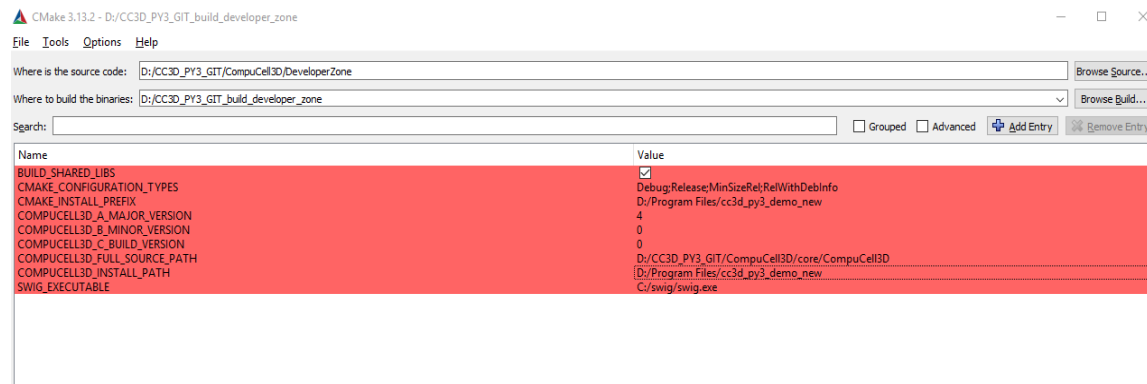 CMake 3.13.2 - D:/CC3D_PY3_GIT_build_developer_zone
File Tools Options Help
Where is the source code: D:/CC3D_PY3_GIT/CompuCell3D/DeveloperZone Browse Source..
Where to build the binaries: D:/CC3D_PY3_GIT_build_developer_zone Browse Build...
Search: Grouped Advanced Add Entry Remove Entry
Name Value
BUILD_SHARED_LIBS
CMAKE_CONFIGURATION_TYPES Debug;Release;MinSizeRel;RelWithDebInfo
CMAKE_INSTALL_PREFIX D:/Program Files/cc3d_py3_demo_new
COMPUCELL3D_A_MAJOR_VERSION 4
COMPUCELL3D_B_MINOR_VERSION 0
COMPUCELL3D_C_BUILD_VERSION 0
COMPUCELL3D_FULL_SOURCE_PATH D:/CC3D_PY3_GIT/CompuCell3D/core/CompuCell3D
COMPUCELL3D_INSTALL_PATH D:/Program Files/cc3d_py3_demo_new
SWIG_EXECUTABLE C:/swig/swig.exe